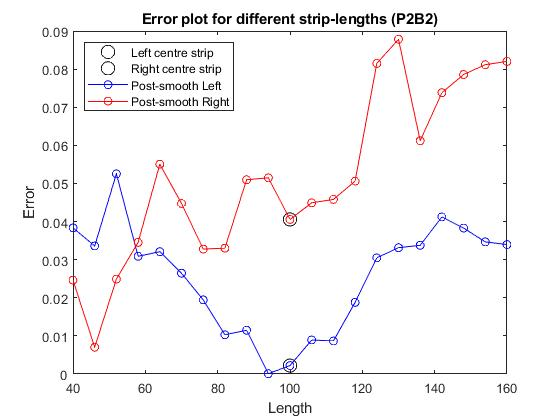 Error plot for different strip-lengths (P2B2)
0.09
0.08
0.07
0.06
0.05
0.04
0.03
0.02
0.01
0
Error
Left centre strip
Right centre strip
Post-smooth Left
Post-smooth Right
40 60 80 100 120 140 160
Length